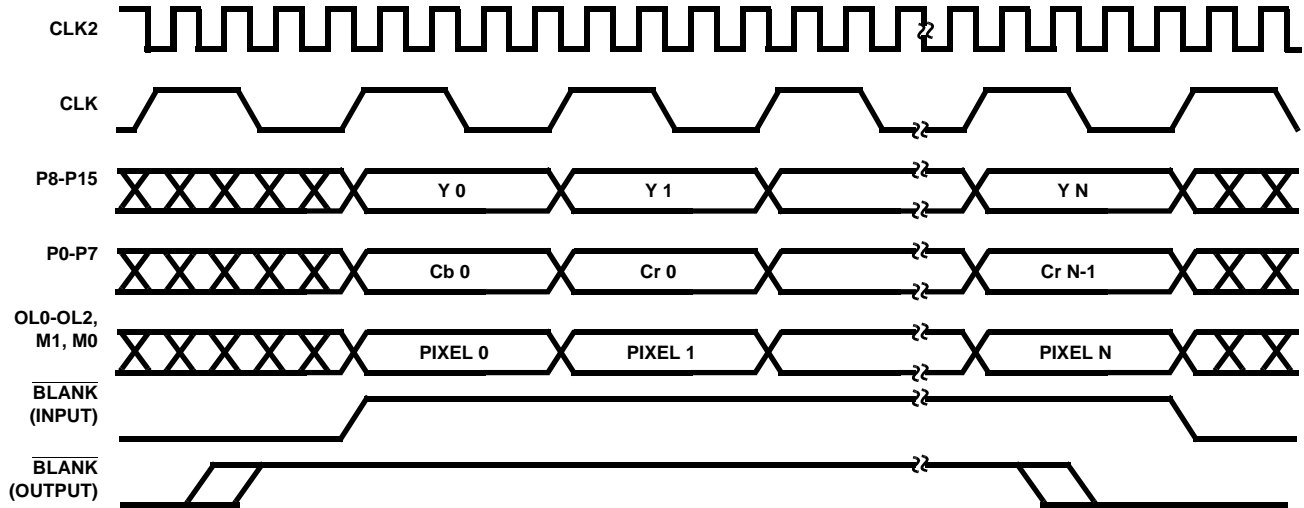 CLK2
CLK
P8-P15
Y 0 Y 1 Y N
P0-P7
Cb 0 Cr 0 Cr N-1
OL0-OL2,
M1, M0
PIXEL 0 PIXEL 1 PIXEL N
BLANK
(INPUT)
BLANK
(OUTPUT)